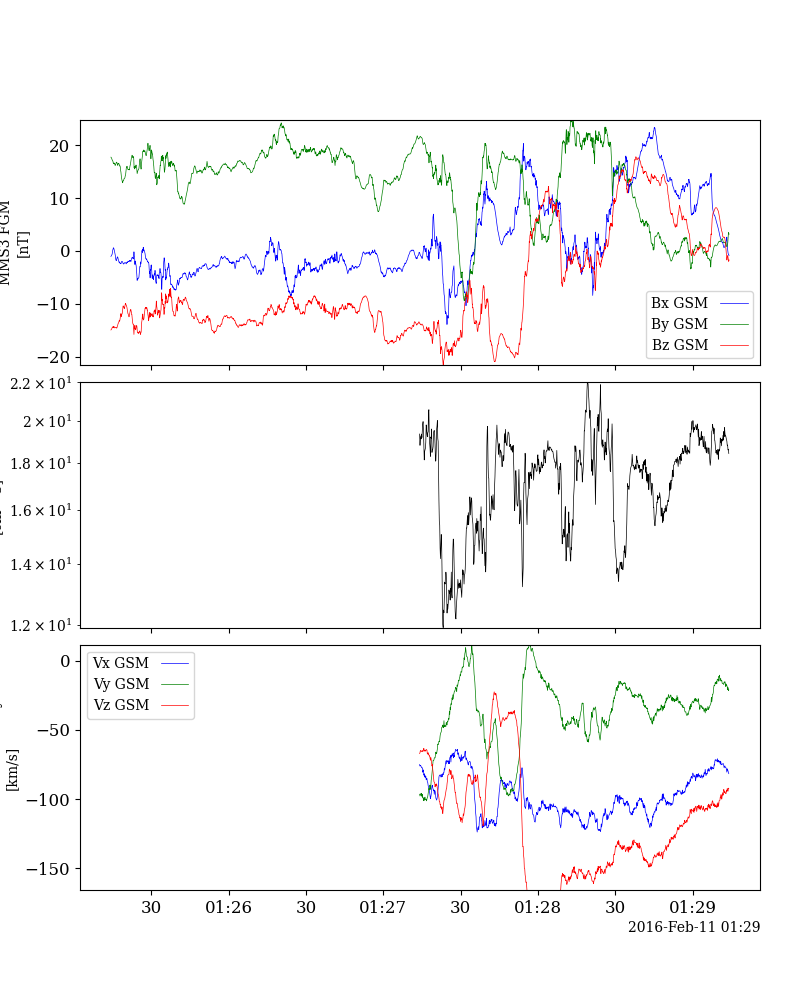 20
10
0
−10
−20
MMS3 FGM
[nT]
Bx GSM
By GSM
Bz GSM
2.2 × 10¹
2 × 10¹
1.8 × 10¹
1.6 × 10¹
1.4 × 10¹
1.2 × 10¹
0
−50
−100
−150
[km/s]
Vx GSM
Vy GSM
Vz GSM
30 01:26 30 01:27 30 01:28 30 01:29
2016-Feb-11 01:29